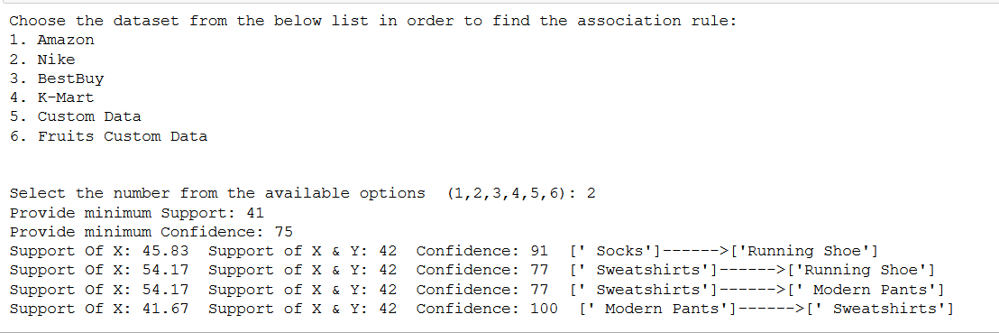 Choose the dataset from the below list in order to find the association rule:
1. Amazon
2. Nike
3. BestBuy
4. K-Mart
5. Custom Data
6. Fruits Custom Data
Select the number from the available options  (1,2,3,4,5,6): 2
Provide minimum Support: 41
Provide minimum Confidence: 75
Support Of X: 45.83  Support of X & Y: 42  Confidence: 91  [' Socks']------>['Running Shoe']
Support Of X: 54.17  Support of X & Y: 42  Confidence: 77  [' Sweatshirts']------>['Running Shoe']
Support Of X: 54.17  Support of X & Y: 42  Confidence: 77  [' Sweatshirts']------>[' Modern Pants']
Support Of X: 41.67  Support of X & Y: 42  Confidence: 100  [' Modern Pants']------>[' Sweatshirts']